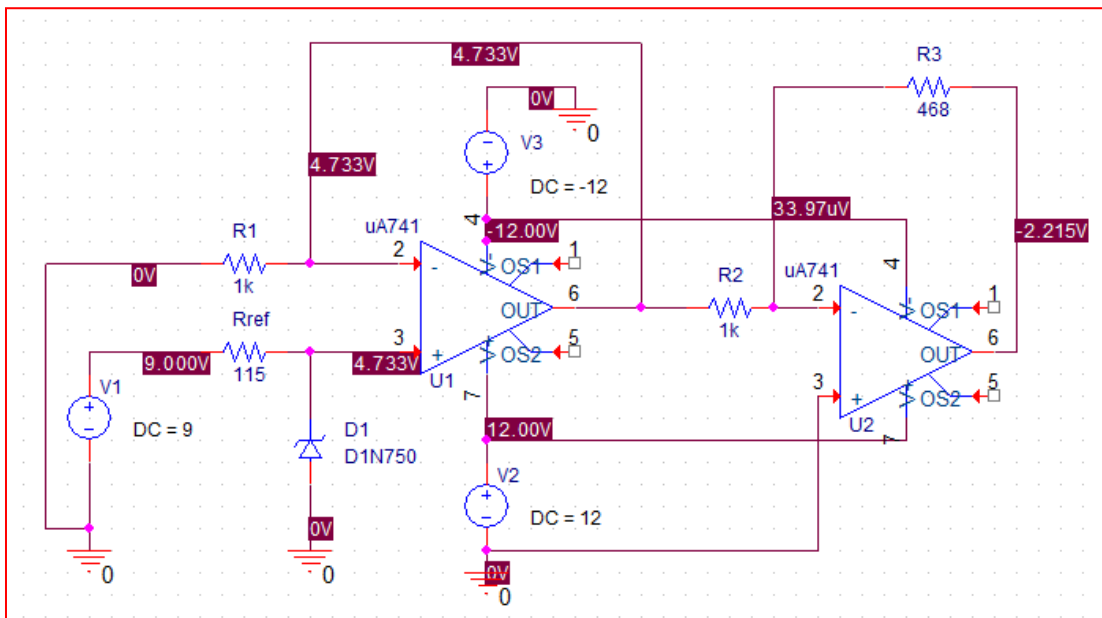 4.733V
R3
468
0V
0
V3
DC = -12
4.733V
33.97uV
-2.215V
R1
1k
0V
uA741
2
-
4
-12.00V
V-
OS1
1
OUT
6
OS2
5
V+
3
+
U1
7
R2
1k
uA741
2
-
4
V-
OS1
1
OUT
6
OS2
5
V+
3
+
U2
7
Rref
115
9.000V
4.733V
V1
DC = 9
D1
D1N750
12.00V
V2
DC = 12
0V
0V
0
0
0